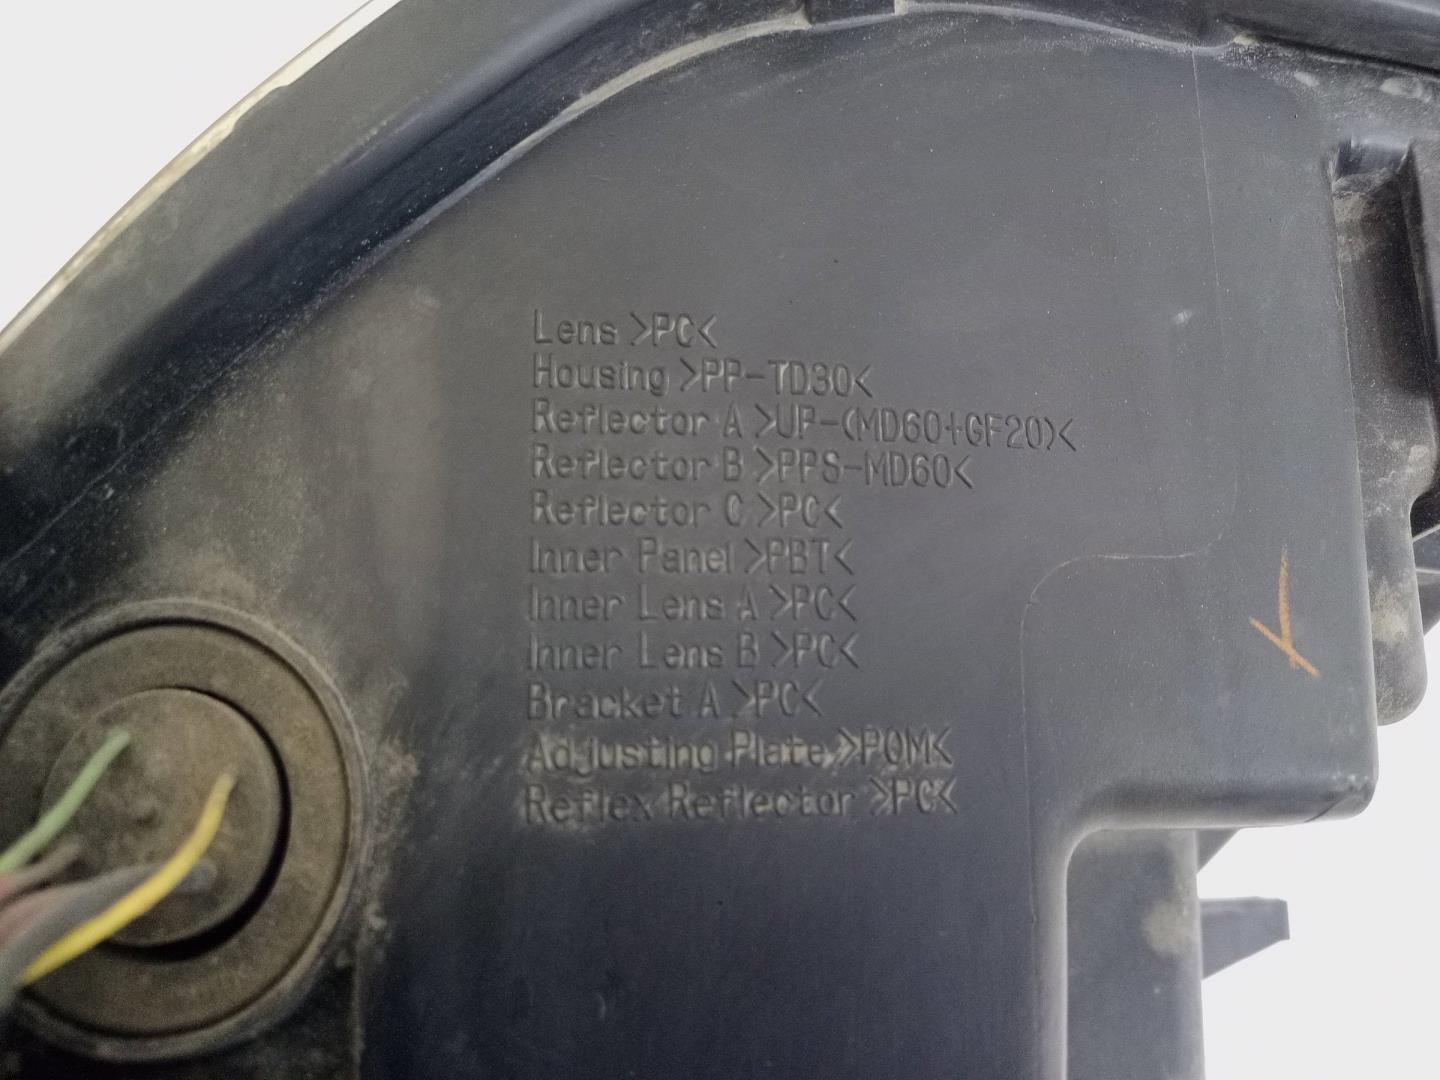 Lens >PC<
Housing >PP-TD30<
Reflector A >UP-(MD60+GF20)<
Reflector B >PPS-MD60<
Reflector C >PC<
Inner Panel >PBT<
Inner Lens A >PC<
Inner Lens B >PC<
Bracket A >PC<
Adjusting Plate >POM<
Reflex Reflector >PC<